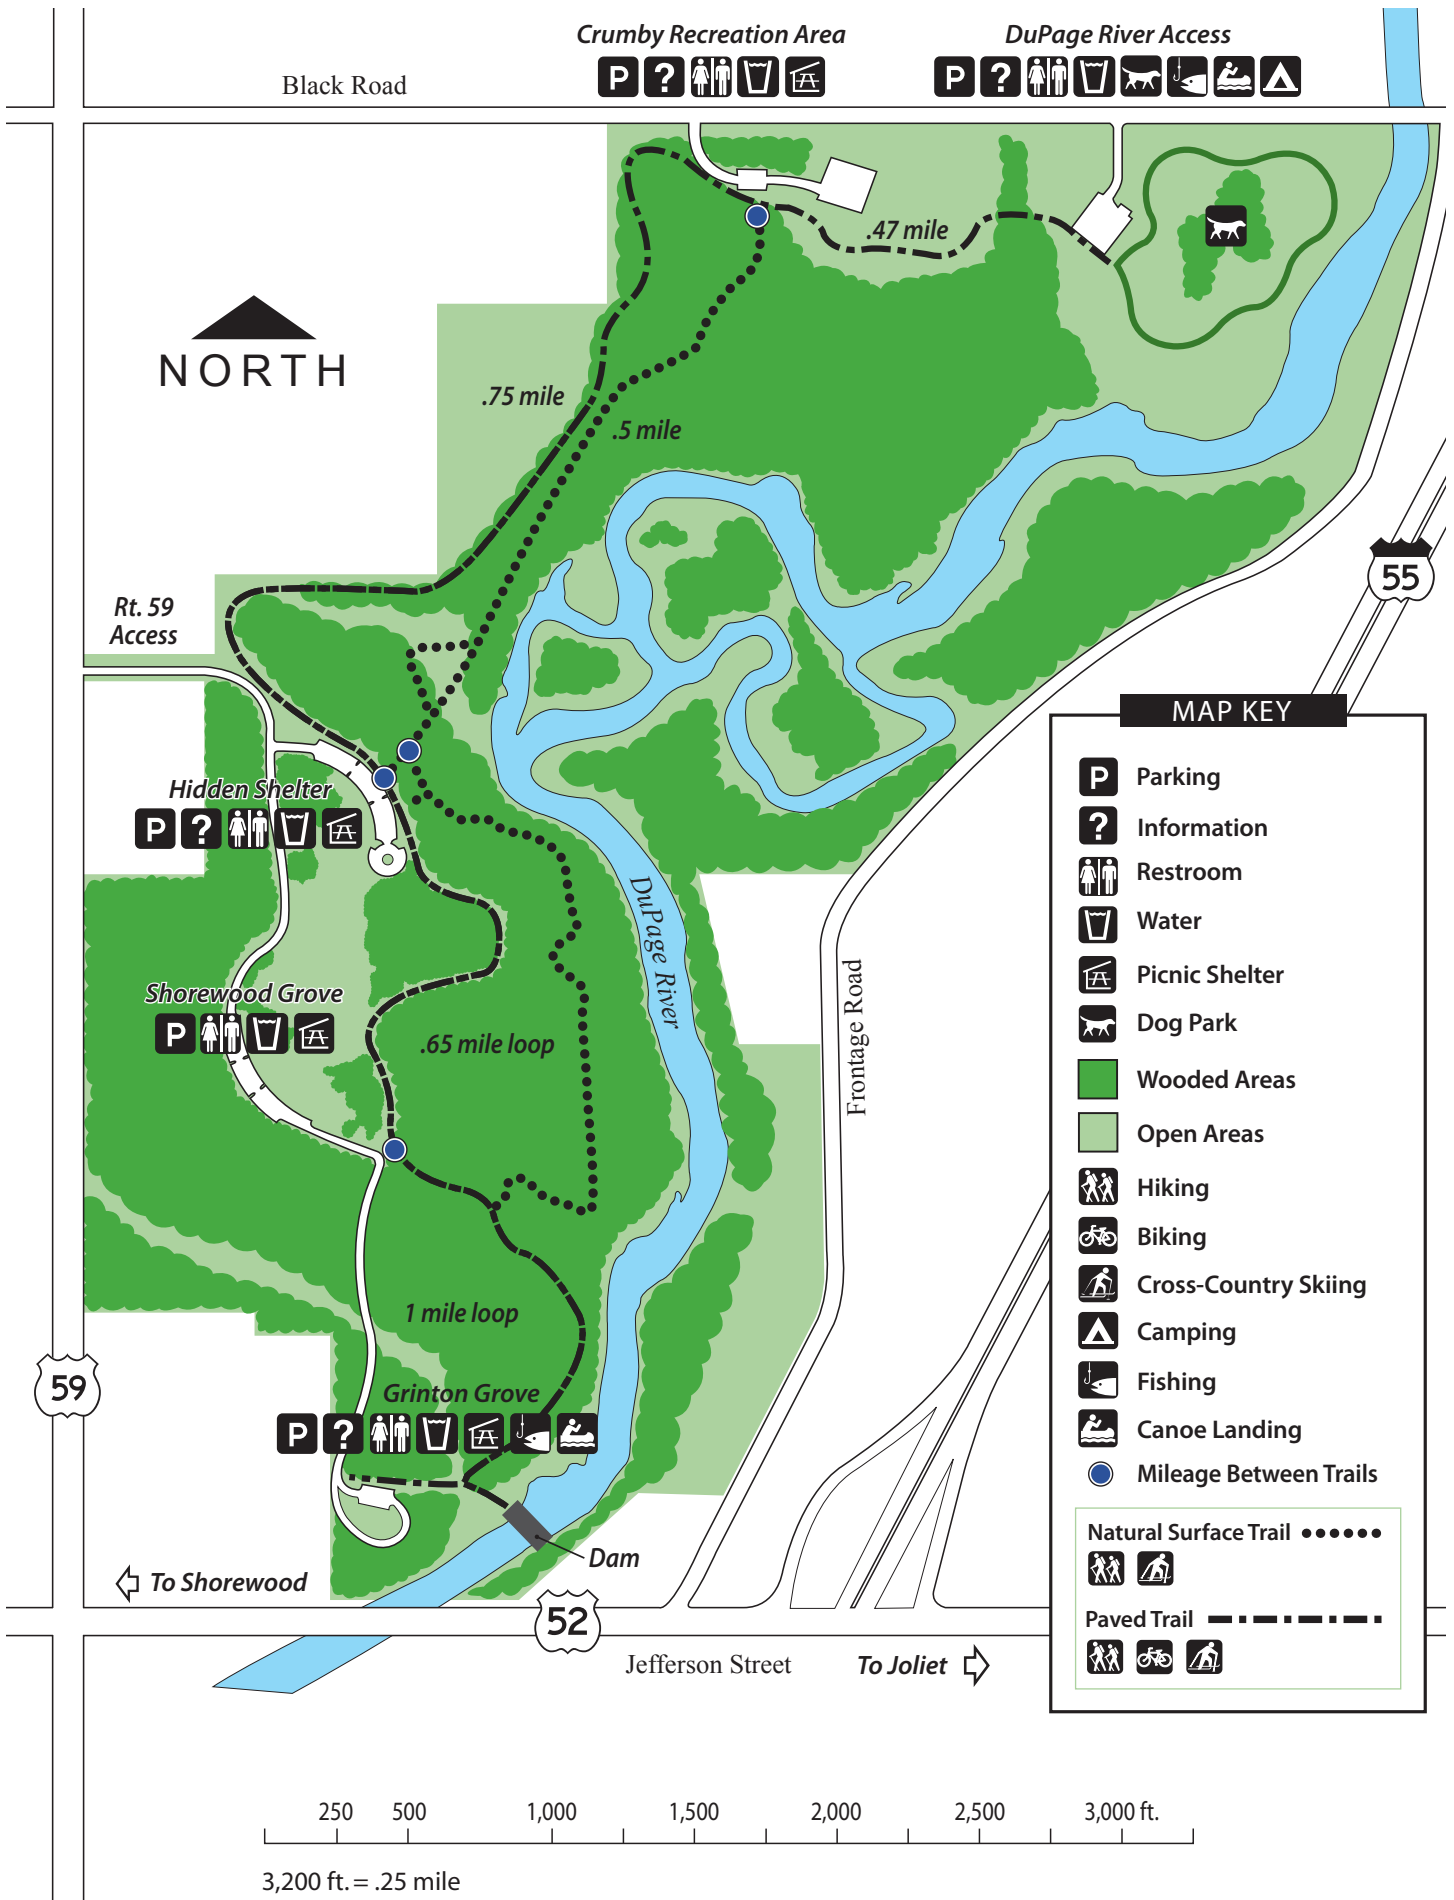 Crumby Recreation Area
P ?
DuPage River Access
P ?
Black Road
.47 mile
NORTH
.75 mile
.5 mile
Rt. 59
Access
55
Hidden Shelter
P ?
DuPage River
Shorewood Grove
P
.65 mile loop
Frontage Road
1 mile loop
59
Grinton Grove
P ?
Dam
To Shorewood
52
Jefferson Street
To Joliet
MAP KEY
P Parking
? Information
Restroom
Water
Picnic Shelter
Dog Park
Wooded Areas
Open Areas
Hiking
Biking
Cross-Country Skiing
Camping
Fishing
Canoe Landing
Mileage Between Trails
Natural Surface Trail
Paved Trail
250 500 1,000 1,500 2,000 2,500 3,000 ft.
3,200 ft. = .25 mile